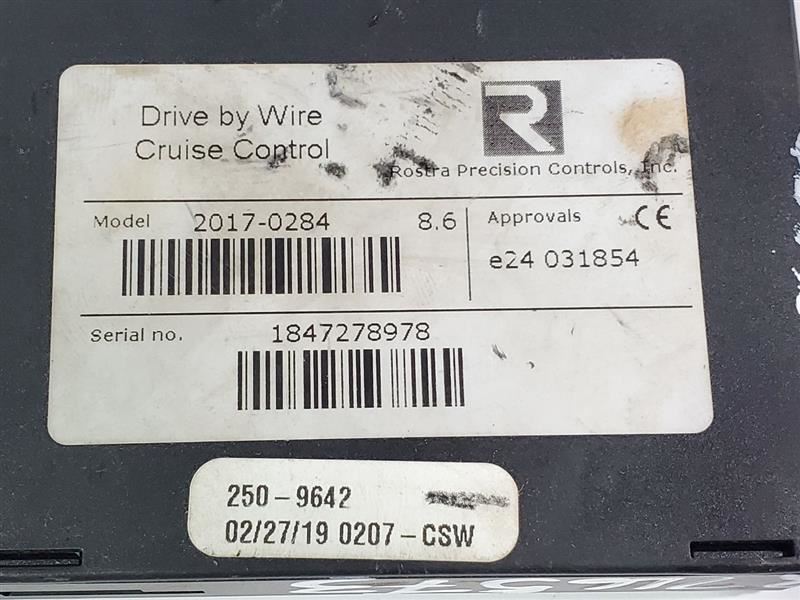 Drive by Wire
Cruise Control
R
Rostra Precision Controls, Inc.
Model 2017-0284 8.6
Approvals CE
e24 031854
Serial no. 1847278978
250-9642
02/27/19 0207-CSW